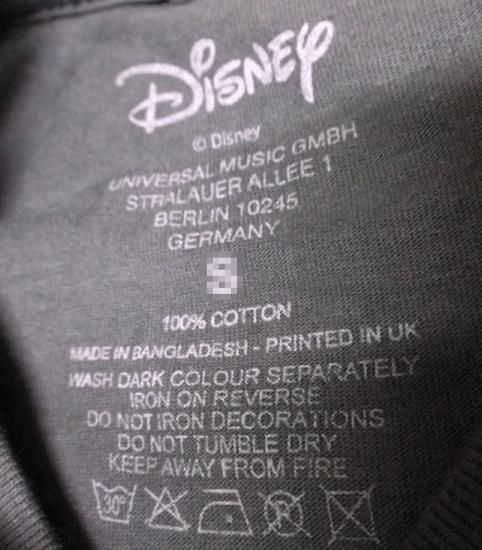 Disney
© Disney
UNIVERSAL MUSIC GMBH
STRALAUER ALLEE 1
BERLIN 10245
GERMANY
S
100% COTTON
MADE IN BANGLADESH - PRINTED IN UK
WASH DARK COLOUR SEPARATELY
IRON ON REVERSE
DO NOT IRON DECORATIONS
DO NOT TUMBLE DRY
KEEP AWAY FROM FIRE
30°